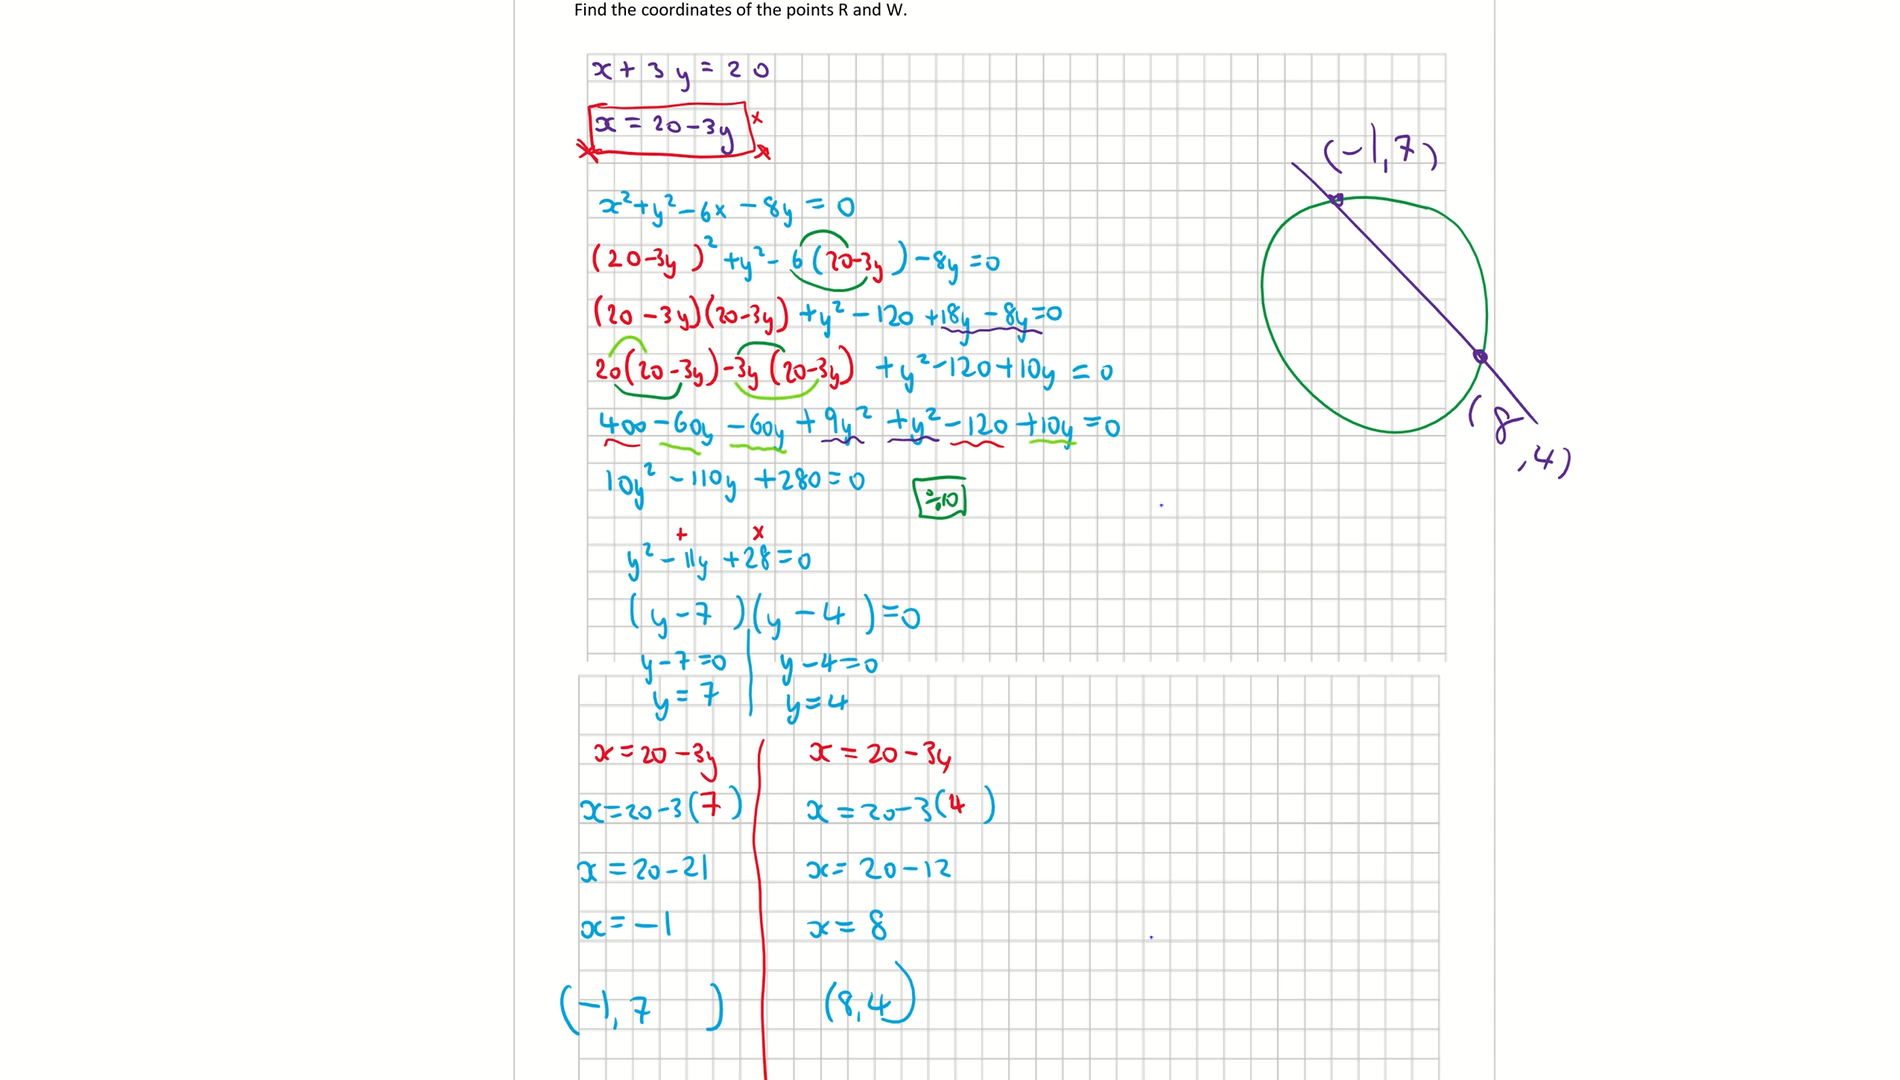 Find the coordinates of the points R and W.
x + 3y = 20
x = 20 - 3y
x² + y² - 6x - 8y = 0
(20-3y)² + y² - 6(20-3y) - 8y = 0
(20 - 3y)(20-3y) + y² - 120 + 18y - 8y = 0
20(20-3y) - 3y(20-3y) + y² - 120 + 10y = 0
400 - 60y - 60y + 9y² + y² - 120 + 10y = 0
10y² - 110y + 280 = 0
÷10
+ x
y² - 11y + 28 = 0
(y - 7)(y - 4) = 0
y - 7 = 0 y - 4 = 0
y = 7 y = 4
x = 20 - 3y x = 20 - 3y
x = 20 - 3(7) x = 20 - 3(4)
x = 20 - 21 x = 20 - 12
x = -1 x = 8
(-1, 7) (8, 4)
(-1, 7)
(8
, 4)